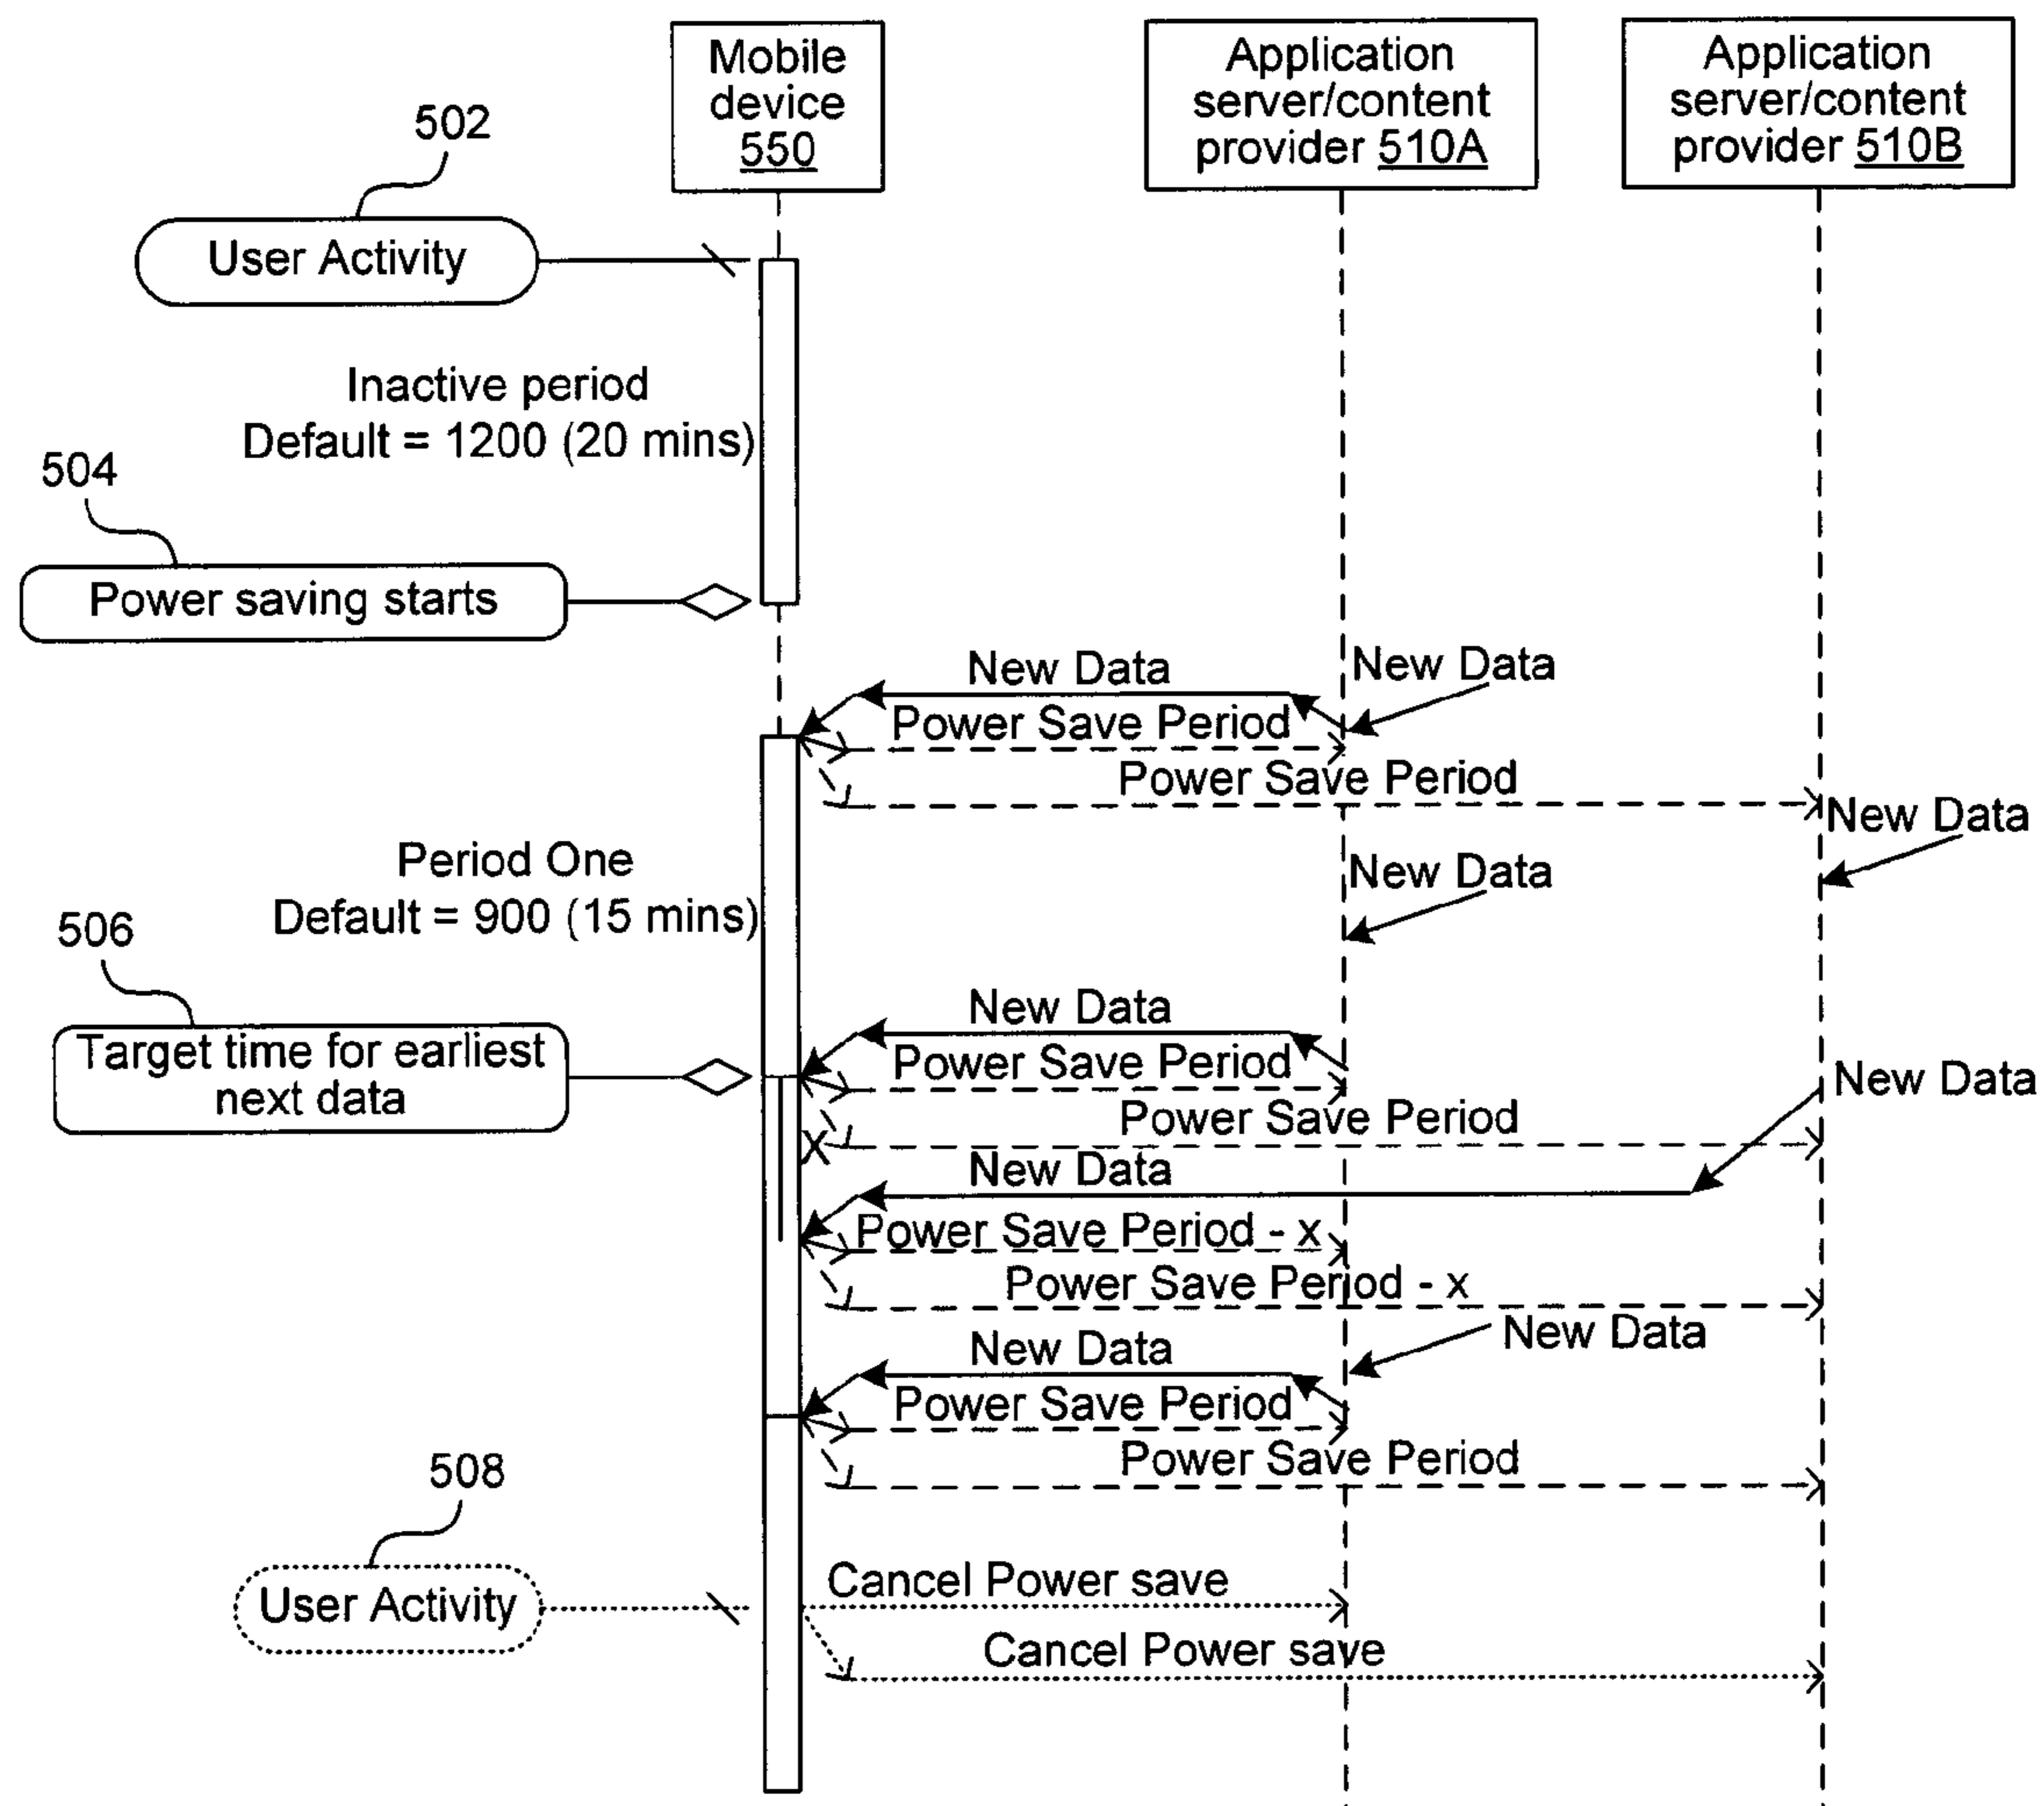 Mobile
device
550
Application
server/content
provider 510A
Application
server/content
provider 510B
502
User Activity
Inactive period
Default = 1200 (20 mins)
504
Power saving starts
New Data
New Data
Power Save Period
Power Save Period
New Data
Period One
Default = 900 (15 mins)
New Data
506
Target time for earliest
next data
New Data
Power Save Period
New Data
Power Save Period
X
New Data
Power Save Period - x
Power Save Period - x
New Data
New Data
Power Save Period
Power Save Period
508
User Activity
Cancel Power save
Cancel Power save